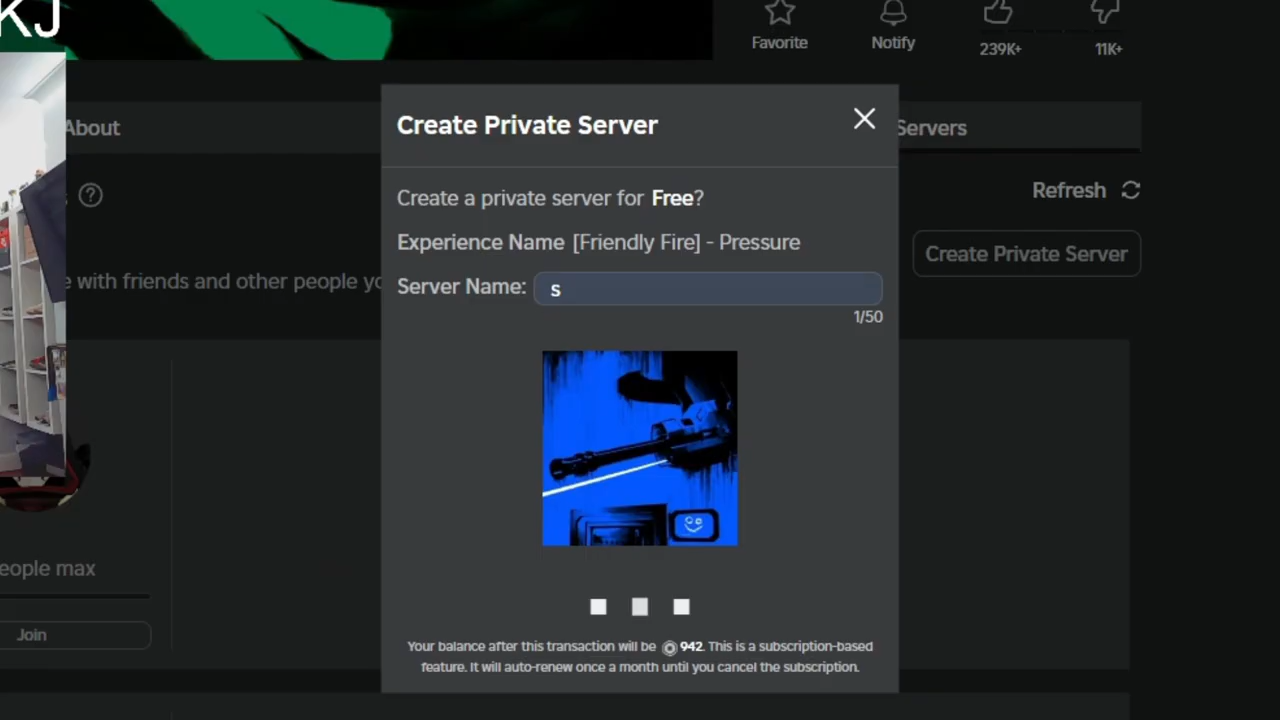 KJ
Favorite
Notify
239K+
11K+
About
Create Private Server
Servers
Create a private server for Free?
Refresh
Experience Name [Friendly Fire] - Pressure
Create Private Server
with friends and other people
Server Name: s
1/50
max
Join
Your balance after this transaction will be 942. This is a subscription-based
feature. It will auto-renew once a month until you cancel the subscription.